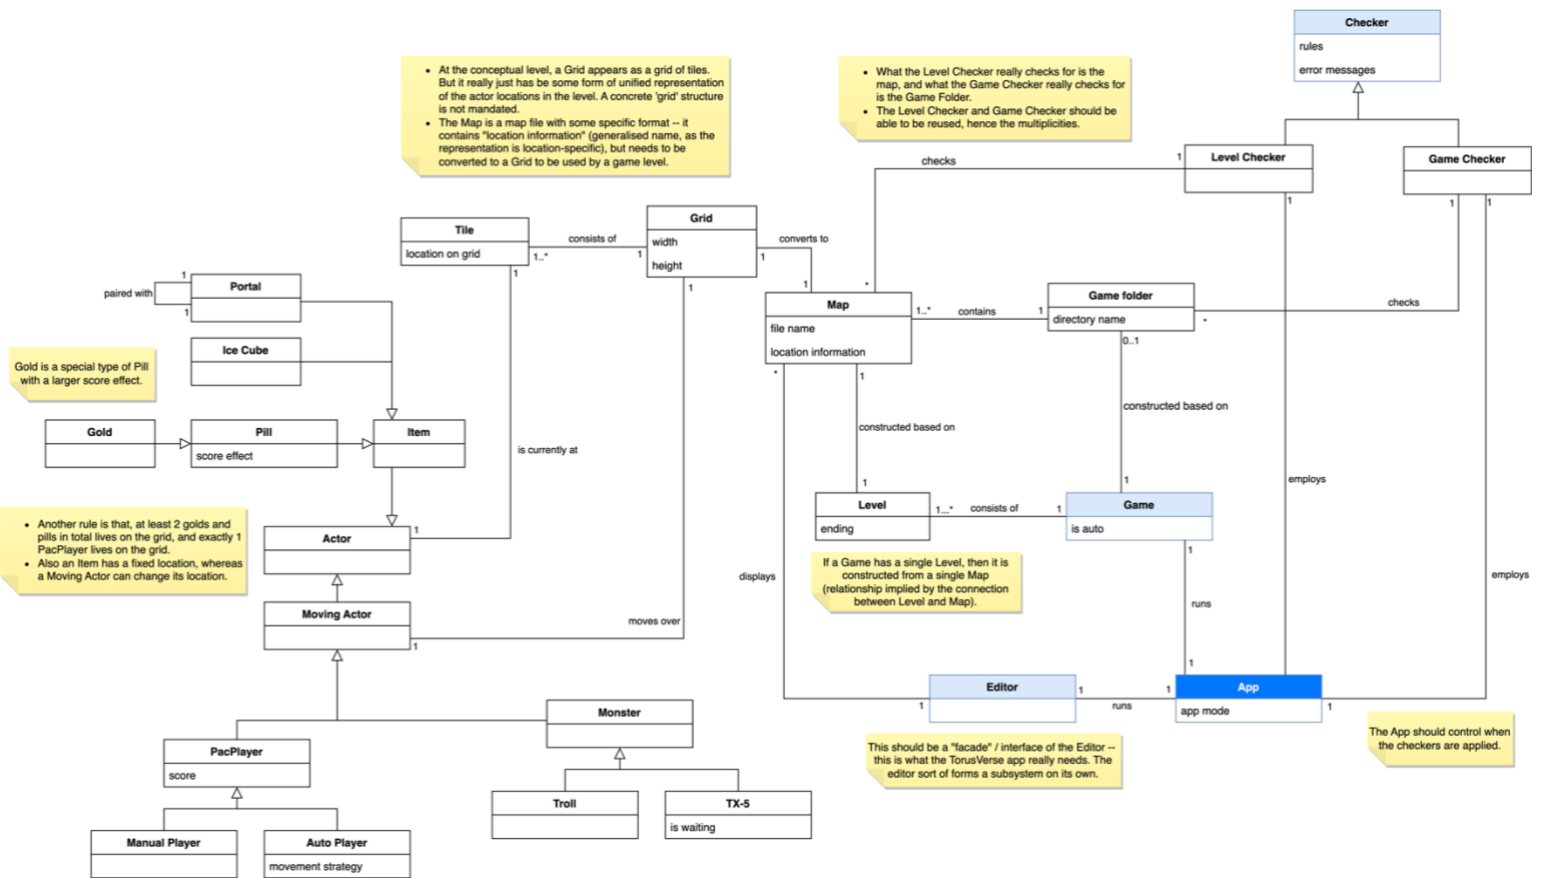 Checker
rules
error messages
• At the conceptual level, a Grid appears as a grid of tiles.
But it really just has be some form of unified representation
of the actor locations in the level. A concrete 'grid' structure
is not mandated.
• The Map is a map file with some specific format -- it
contains "location information" (generalised name, as the
representation is location-specific), but needs to be
converted to a Grid to be used by a game level.
• What the Level Checker really checks for is the
map, and what the Game Checker really checks for
is the Game Folder.
• The Level Checker and Game Checker should be
able to be reused, hence the multiplicities.
checks
1
Level Checker
1
Game Checker
1
1
Tile
location on grid
1..*
1
consists of
1
Grid
width
height
1
1
converts to
1
*
Map
file name
location information
1..*
contains
1
Game folder
directory name
*
checks
0..1
paired with
1
1
Portal
Ice Cube
Gold is a special type of Pill
with a larger score effect.
Gold
Pill
score effect
Item
is currently at
*
1
constructed based on
1
constructed based on
1
employs
• Another rule is that, at least 2 golds and
pills in total lives on the grid, and exactly 1
PacPlayer lives on the grid.
• Also an Item has a fixed location, whereas
a Moving Actor can change its location.
Actor
1
Moving Actor
1
moves over
Level
ending
1...*
consists of
1
Game
is auto
1
If a Game has a single Level, then it is
constructed from a single Map
(relationship implied by the connection
between Level and Map).
displays
runs
employs
1
Editor
1
1
runs
1
App
app mode
1
This should be a "facade" / interface of the Editor --
this is what the TorusVerse app really needs. The
editor sort of forms a subsystem on its own.
The App should control when
the checkers are applied.
Monster
PacPlayer
score
Troll
TX-5
is waiting
Manual Player
Auto Player
movement strategy